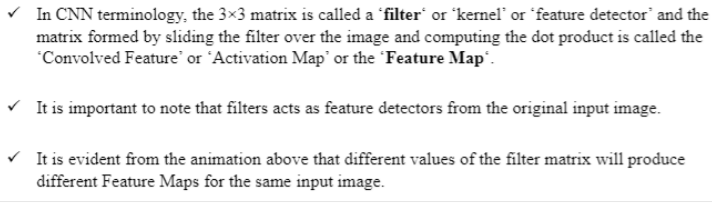 ✓ In CNN terminology, the 3×3 matrix is called a ‘filter‘ or ‘kernel’ or ‘feature detector’ and the
matrix formed by sliding the filter over the image and computing the dot product is called the
‘Convolved Feature’ or ‘Activation Map’ or the ‘Feature Map‘.
✓ It is important to note that filters acts as feature detectors from the original input image.
✓ It is evident from the animation above that different values of the filter matrix will produce
different Feature Maps for the same input image.